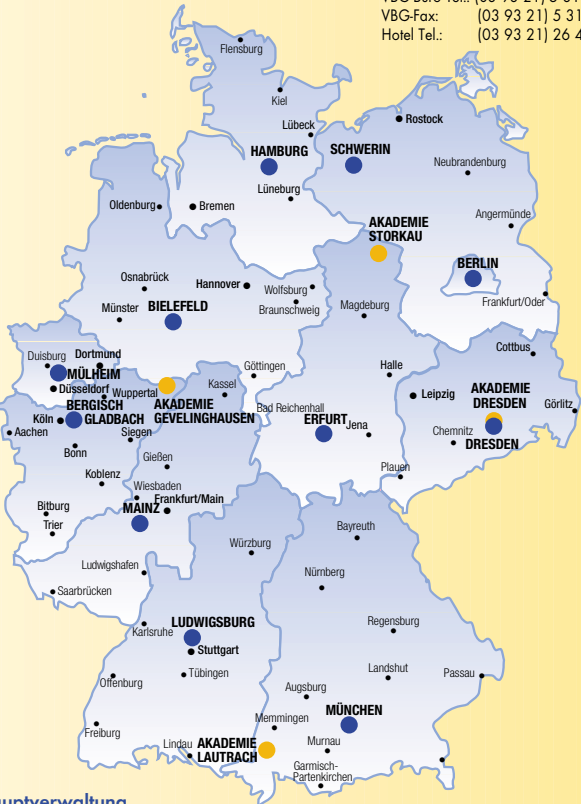 VBG-Fax: (03 93 21) 5 31
Hotel Tel.: (03 93 21) 26 4
Flensburg
Kiel
Lübeck
Rostock
HAMBURG
SCHWERIN
Neubrandenburg
Lüneburg
Oldenburg
Bremen
AKADEMIE
STORKAU
Angermünde
BERLIN
Osnabrück
Hannover
Wolfsburg
Braunschweig
Münster
BIELEFELD
Magdeburg
Frankfurt/Oder
Duisburg
Dortmund
MÜLHEIM
Göttingen
Halle
Cottbus
Düsseldorf
Wuppertal
Kassel
AKADEMIE
GEVELINGHAUSEN
Leipzig
AKADEMIE
DRESDEN
Görlitz
BERGISCH
GLADBACH
Köln
Aachen
Siegen
Bad Reichenhall
ERFURT
Jena
Chemnitz
DRESDEN
Bonn
Gießen
Koblenz
Plauen
Wiesbaden
Frankfurt/Main
Bitburg
MAINZ
Trier
Würzburg
Bayreuth
Ludwigshafen
Nürnberg
Saarbrücken
LUDWIGSBURG
Karlsruhe
Regensburg
Stuttgart
Tübingen
Landshut
Passau
Offenburg
Augsburg
MÜNCHEN
Freiburg
Memmingen
Lindau
AKADEMIE
LAUTRACH
Murnau
Garmisch-
Partenkirchen